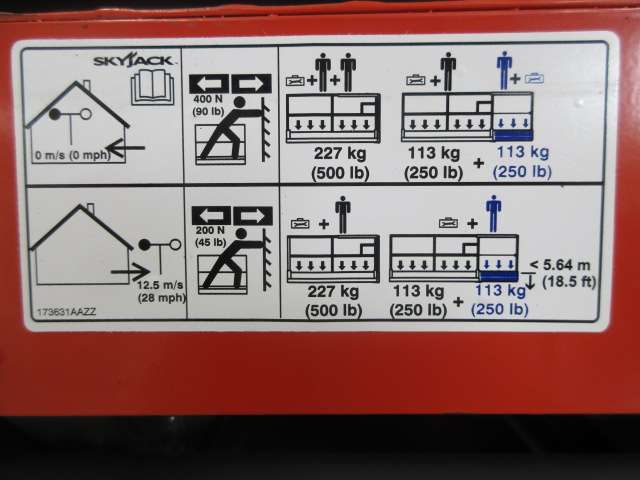 SKYJACK
400 N
(90 lb)
0 m/s (0 mph)
+ +
227 kg
(500 lb)
+
113 kg
(250 lb)
+
+
113 kg
(250 lb)
200 N
(45 lb)
12.5 m/s
(28 mph)
+
227 kg
(500 lb)
+
113 kg
(250 lb)
+
113 kg
(250 lb)
< 5.64 m
(18.5 ft)
173631AAZZ